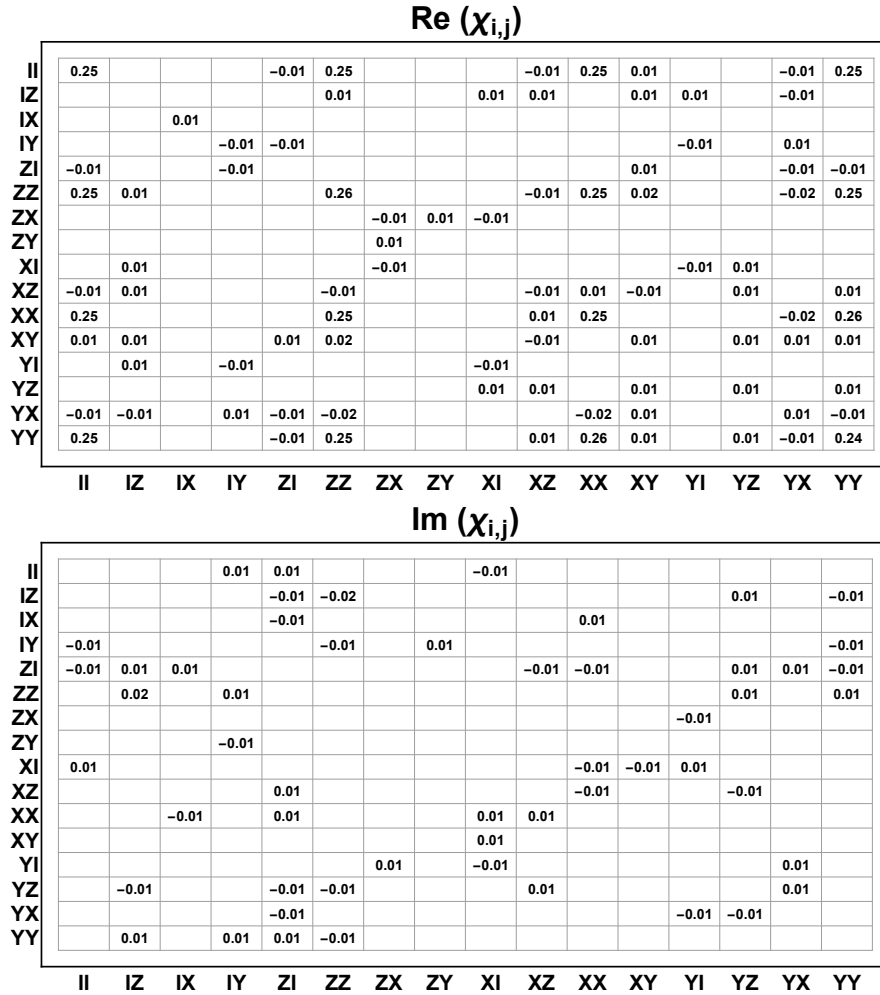 Re (χi,j)
II 0.25 −0.01 0.25 −0.01 0.25 0.01 −0.01 0.25
IZ 0.01 0.01 0.01 0.01 0.01 −0.01
IX 0.01
IY −0.01 −0.01 −0.01 0.01
ZI −0.01 −0.01 0.01 −0.01 −0.01
ZZ 0.25 0.01 0.26 −0.01 0.25 0.02 −0.02 0.25
ZX −0.01 0.01 −0.01
ZY 0.01
XI 0.01 −0.01 −0.01 0.01
XZ −0.01 0.01 −0.01 −0.01 0.01 −0.01 0.01 0.01
XX 0.25 0.25 0.01 0.25 −0.02 0.26
XY 0.01 0.01 0.01 0.02 −0.01 0.01 0.01 0.01 0.01
YI 0.01 −0.01 −0.01
YZ 0.01 0.01 0.01 0.01 0.01
YX −0.01 −0.01 0.01 −0.01 −0.02 −0.02 0.01 0.01 −0.01
YY 0.25 −0.01 0.25 0.01 0.26 0.01 0.01 −0.01 0.24
II IZ IX IY ZI ZZ ZX ZY XI XZ XX XY YI YZ YX YY
Im (χi,j)
II 0.01 0.01 −0.01
IZ −0.01 −0.02 0.01 −0.01
IX −0.01 0.01
IY −0.01 −0.01 0.01 −0.01
ZI −0.01 0.01 0.01 −0.01 −0.01 0.01 0.01 −0.01
ZZ 0.02 0.01 0.01 0.01
ZX −0.01
ZY −0.01
XI 0.01 −0.01 −0.01 0.01
XZ 0.01 −0.01 −0.01
XX −0.01 0.01 0.01 0.01
XY 0.01
YI 0.01 −0.01 0.01
YZ −0.01 −0.01 −0.01 0.01 0.01
YX −0.01 −0.01 −0.01
YY 0.01 0.01 0.01 −0.01
II IZ IX IY ZI ZZ ZX ZY XI XZ XX XY YI YZ YX YY